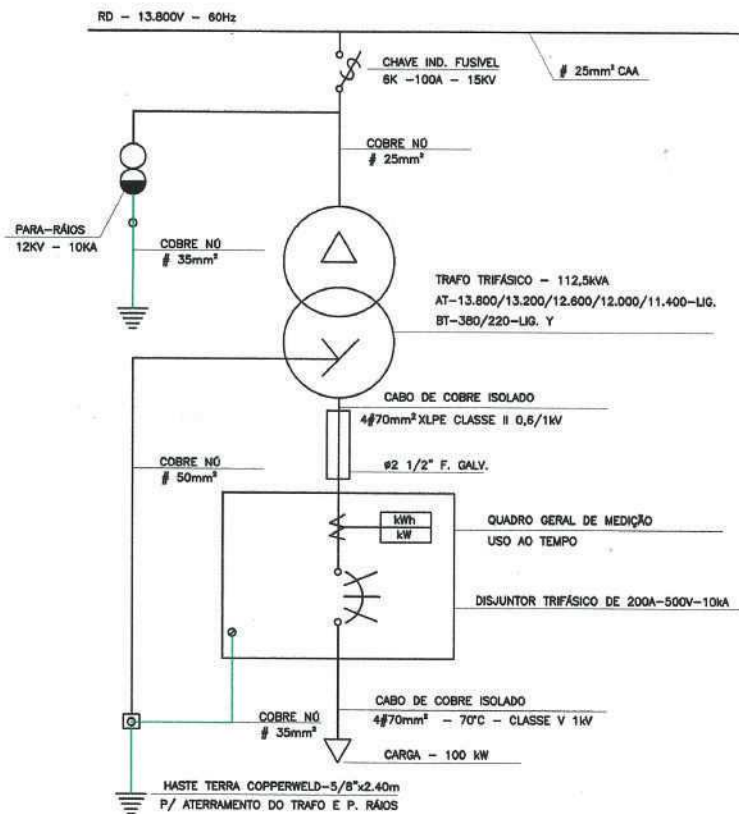 RD - 13.800V - 60Hz
CHAVE IND. FUSÍVEL
6K -100A - 15KV
# 25mm² CAA
COBRE NÚ
# 25mm²
PARA-RÁIOS
12KV - 10KA
COBRE NÚ
# 35mm²
TRAFO TRIFÁSICO - 112,5kVA
AT-13.800/13.200/12.600/12.000/11.400-LIG.
BT-380/220-LIG. Y
CABO DE COBRE ISOLADO
4#70mm² XLPE CLASSE II 0,6/1kV
COBRE NÚ
# 50mm²
ø2 1/2" F. GALV.
kWh
kW
QUADRO GERAL DE MEDIÇÃO
USO AO TEMPO
DISJUNTOR TRIFÁSICO DE 200A-500V-10kA
CABO DE COBRE ISOLADO
4#70mm² - 70°C - CLASSE V 1kV
COBRE NÚ
# 35mm²
CARGA - 100 kW
HASTE TERRA COPPERWELD-5/8"x2.40m
P/ ATERRAMENTO DO TRAFO E P. RÁIOS